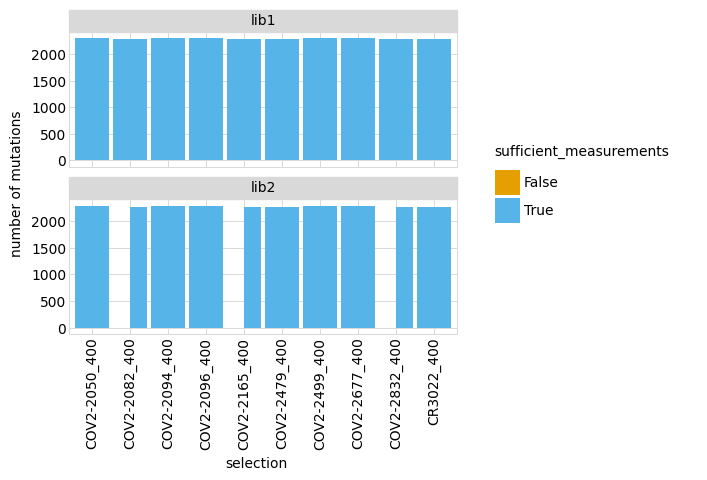 lib1
2000
1500
1000
500
0
lib2
2000
1500
1000
500
0
number of mutations
COV2-2050_400
COV2-2082_400
COV2-2094_400
COV2-2096_400
COV2-2165_400
COV2-2479_400
COV2-2499_400
COV2-2677_400
COV2-2832_400
CR3022_400
selection
sufficient_measurements
False
True